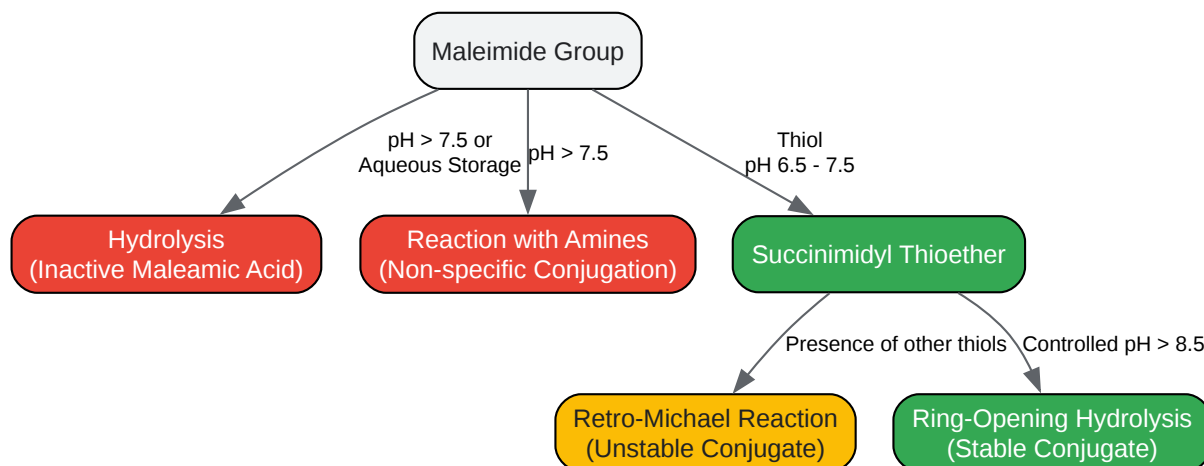 Maleimide Group
pH > 7.5 or
Aqueous Storage
pH > 7.5
Thiol
pH 6.5 - 7.5
Hydrolysis
(Inactive Maleamic Acid)
Reaction with Amines
(Non-specific Conjugation)
Succinimidyl Thioether
Presence of other thiols
Controlled pH > 8.5
Retro-Michael Reaction
(Unstable Conjugate)
Ring-Opening Hydrolysis
(Stable Conjugate)